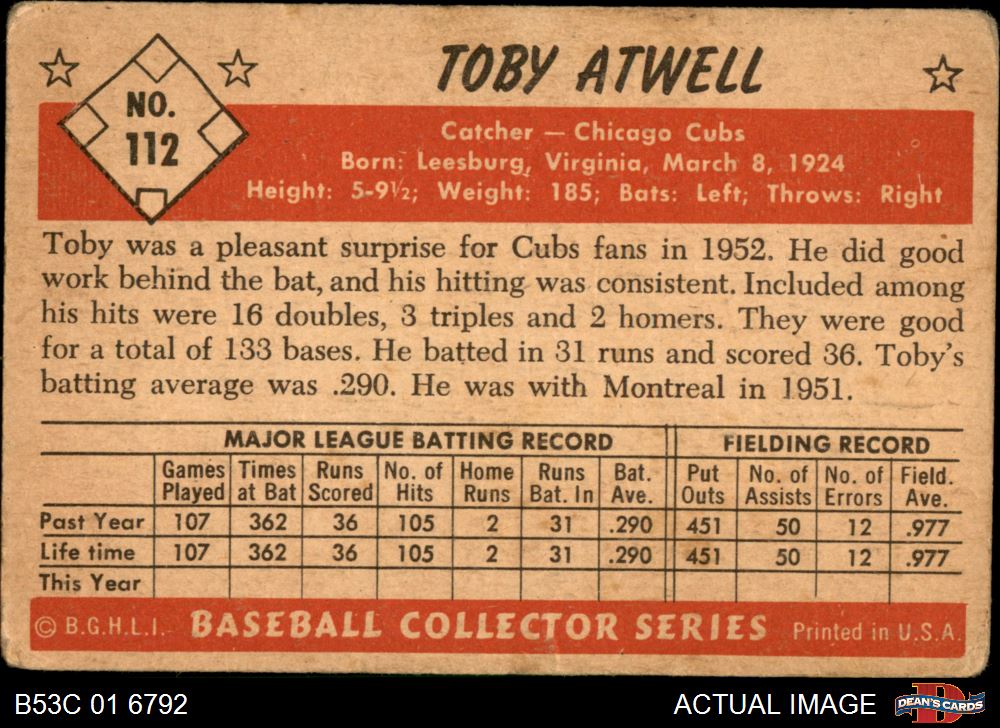 TOBY ATWELL
NO.
112
Catcher — Chicago Cubs
Born: Leesburg, Virginia, March 8, 1924
Height: 5-9½; Weight: 185; Bats: Left; Throws: Right
Toby was a pleasant surprise for Cubs fans in 1952. He did good
work behind the bat, and his hitting was consistent. Included among
his hits were 16 doubles, 3 triples and 2 homers. They were good
for a total of 133 bases. He batted in 31 runs and scored 36. Toby's
batting average was .290. He was with Montreal in 1951.
MAJOR LEAGUE BATTING RECORD FIELDING RECORD
Games Times Runs No. of Home Runs Bat. Put No. of No. of Field.
Played at Bat Scored Hits Runs Bat. In Ave. Outs Assists Errors Ave.
Past Year 107 362 36 105 2 31 .290 451 50 12 .977
Life time 107 362 36 105 2 31 .290 451 50 12 .977
This Year
© B.G.H.L.I. BASEBALL COLLECTOR SERIES Printed in U.S.A.
B53C 01 6792 ACTUAL IMAGE D DEAN'S CARDS